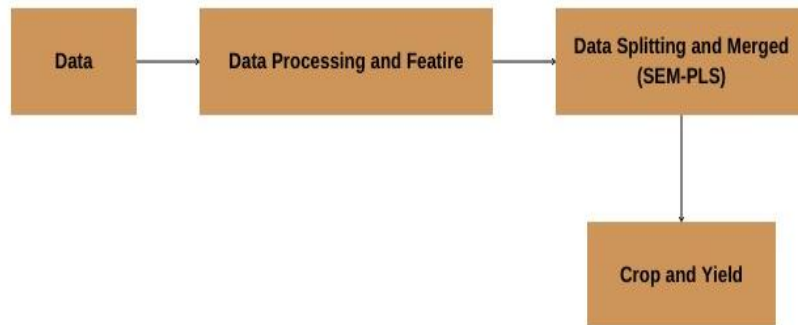 Data
Data Processing and Featire
Data Splitting and Merged
(SEM-PLS)
Crop and Yield